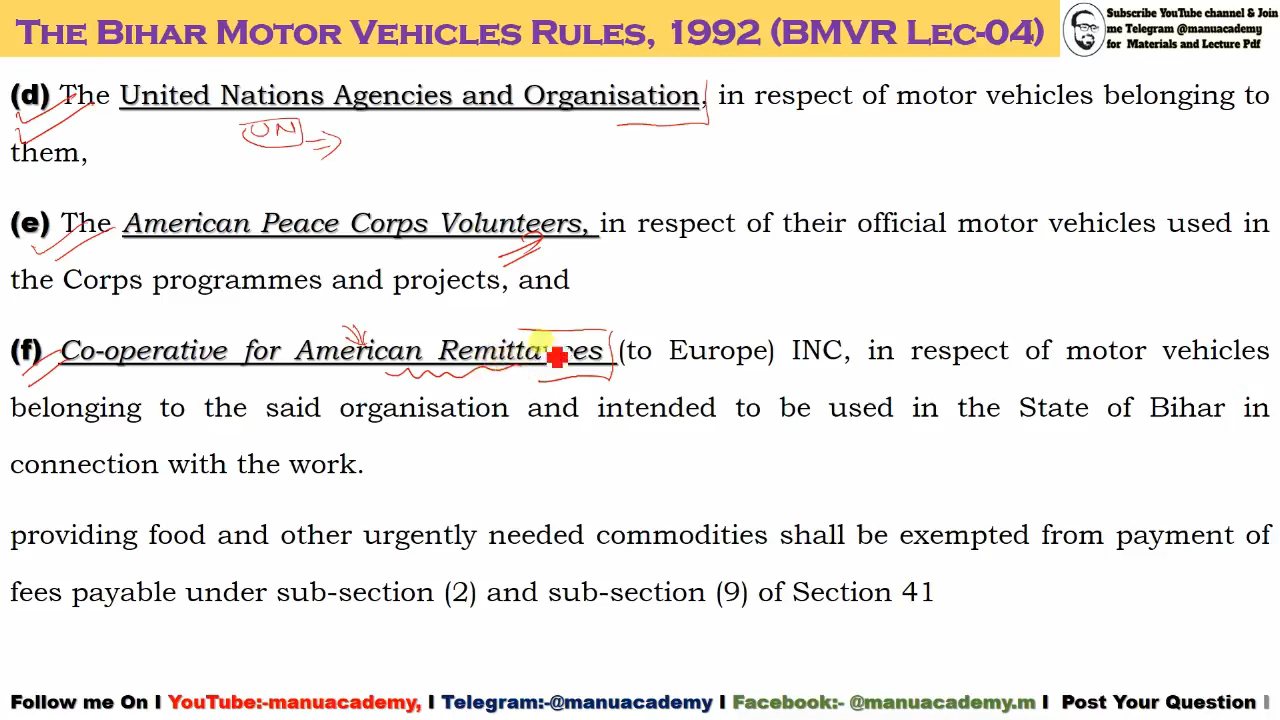 The Bihar Motor Vehicles Rules, 1992 (BMVR Lec-04)
Subscribe YouTube channel & Join
me Telegram @manuacademy
for Materials and Lecture Pdf
(d) The United Nations Agencies and Organisation, in respect of motor vehicles belonging to
UN
them,
(e) The American Peace Corps Volunteers, in respect of their official motor vehicles used in
the Corps programmes and projects, and
(f) Co-operative for American Remittances (to Europe) INC, in respect of motor vehicles
belonging to the said organisation and intended to be used in the State of Bihar in
connection with the work.
providing food and other urgently needed commodities shall be exempted from payment of
fees payable under sub-section (2) and sub-section (9) of Section 41
Follow me On I YouTube:-manuacademy, I Telegram:-@manuacademy I Facebook:- @manuacademy.m I Post Your Question I